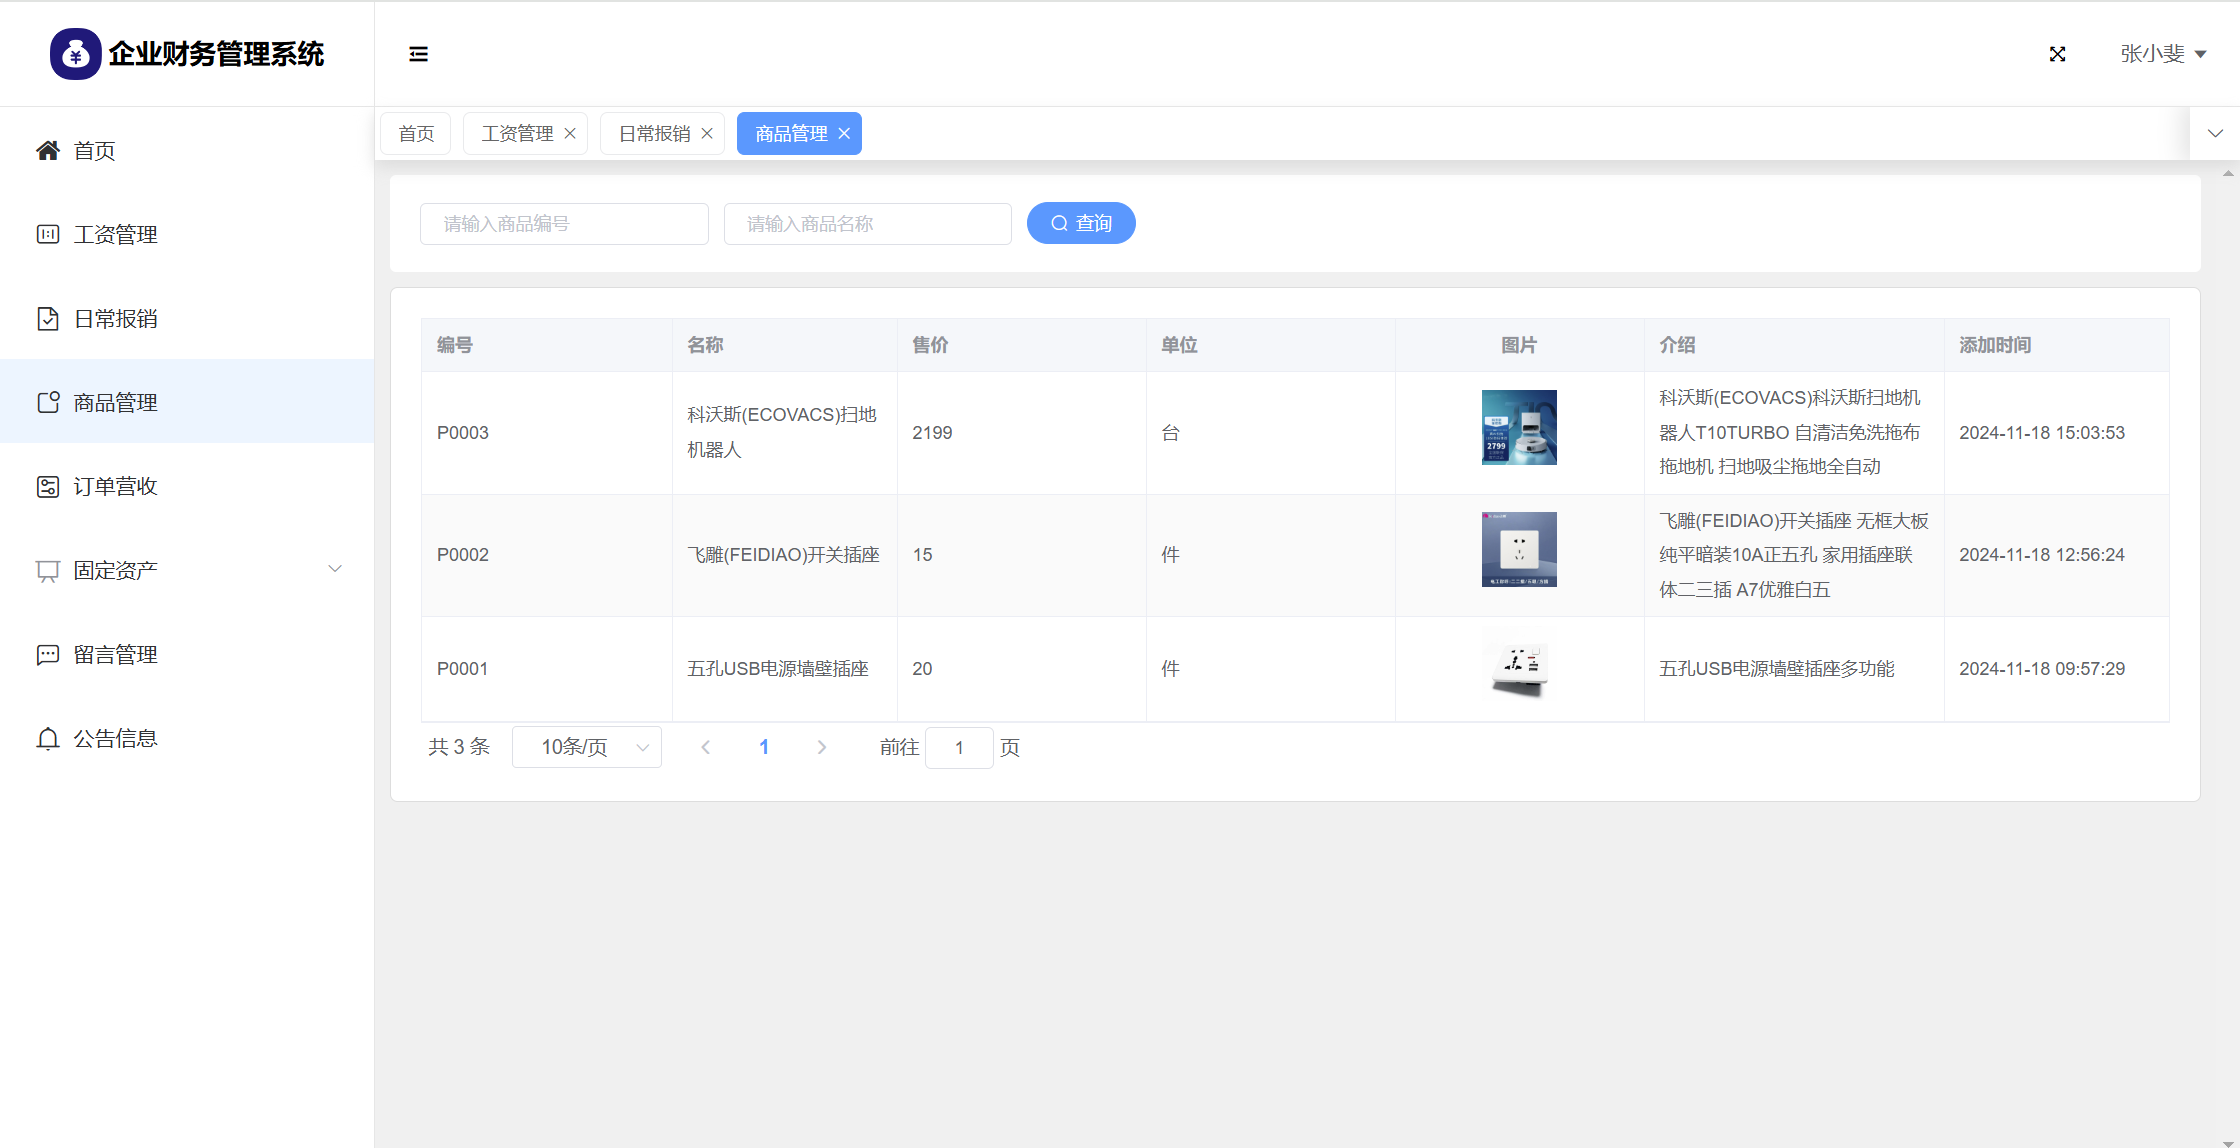 企业财务管理系统
张小斐
首页
工资管理
日常报销
商品管理
首页
工资管理
日常报销
商品管理
订单营收
固定资产
留言管理
公告信息
请输入商品编号
请输入商品名称
查询
编号 名称 售价 单位 图片 介绍 添加时间
P0003
科沃斯(ECOVACS)扫地
机器人
2199
台
2799
科沃斯(ECOVACS)科沃斯扫地机
器人T10TURBO 自清洁免洗拖布
拖地机 扫地吸尘拖地全自动
2024-11-18 15:03:53
P0002
飞雕(FEIDIAO)开关插座
15
件
飞雕(FEIDIAO)开关插座 无框大板
纯平暗装10A正五孔 家用插座联
体二三插 A7优雅白五
2024-11-18 12:56:24
P0001
五孔USB电源墙壁插座
20
件
五孔USB电源墙壁插座多功能
2024-11-18 09:57:29
共 3 条
10条/页
1
前往 1 页